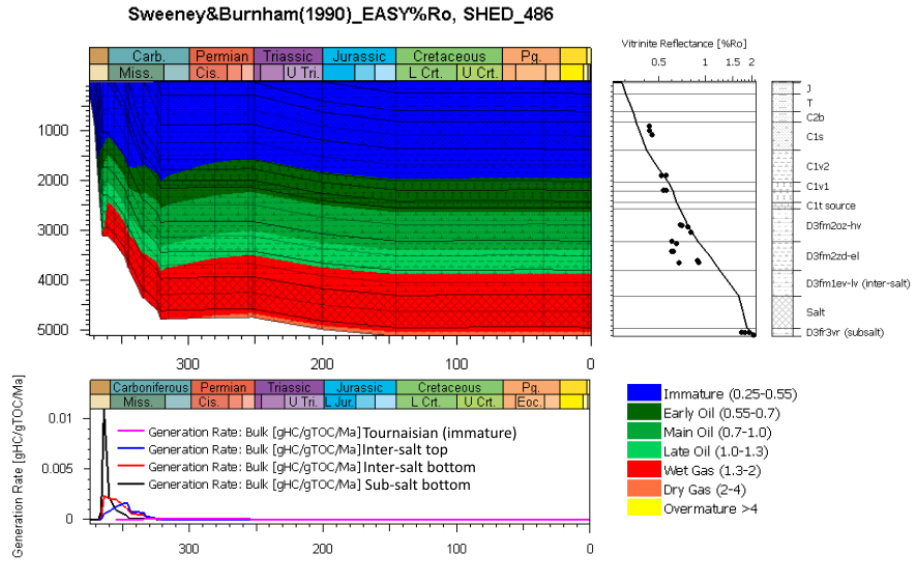 Sweeney&Burnham(1990)_EASY%Ro, SHED_486
Carb. Permian Triassic Jurassic Cretaceous Pg.
Miss. Cis. U Tri. L Crt. U Crt.
1000
2000
3000
4000
5000
300 200 100 0
Vitrinite Reflectance [%Ro]
0.5 1 1.5 2
J
T
C2b
C1s
C1v2
C1v1
C1t source
D3fm2oz-hv
D3fm2zd-el
D3fm1ev-lv (inter-salt)
Salt
D3fr3vr (subsalt)
Generation Rate [gHC/gTOC/Ma]
Carboniferous Permian Triassic Jurassic Cretaceous Pg.
Miss. Cis. U Tri. L Jur. L Crt. U Crt. Eoc.
0.01
0.005
0
Generation Rate: Bulk [gHC/gTOC/Ma] Tournaisian (immature)
Generation Rate: Bulk [gHC/gTOC/Ma] Inter-salt top
Generation Rate: Bulk [gHC/gTOC/Ma] Inter-salt bottom
Generation Rate: Bulk [gHC/gTOC/Ma] Sub-salt bottom
300 200 100 0
Immature (0.25-0.55)
Early Oil (0.55-0.7)
Main Oil (0.7-1.0)
Late Oil (1.0-1.3)
Wet Gas (1.3-2)
Dry Gas (2-4)
Overmature >4